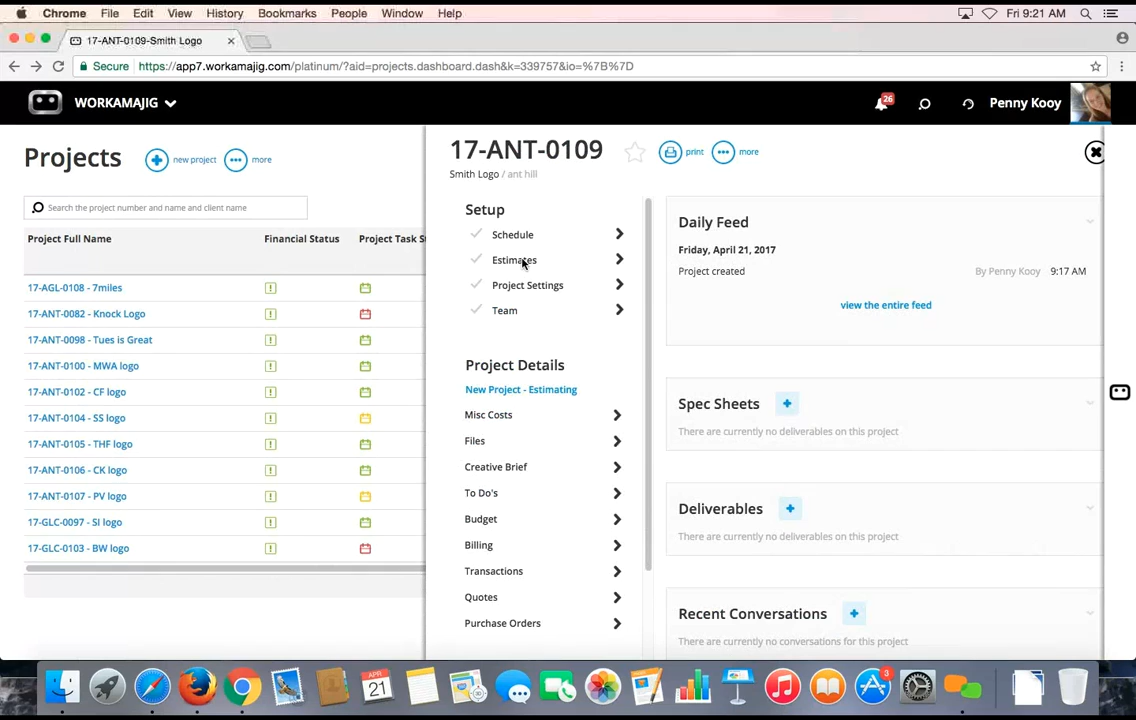 Chrome File Edit View History Bookmarks People Window Help Fri 9:21 AM
17-ANT-0109-Smith Logo
Secure https://app7.workamajig.com/platinum/?aid=projects.dashboard.dash&k=339757&io=%7B%7D
WORKAMAJIG 26 Penny Kooy
Projects new project more
Search the project number and name and client name
Project Full Name Financial Status Project Task S
17-AGL-0108 - 7miles
17-ANT-0082 - Knock Logo
17-ANT-0098 - Tues is Great
17-ANT-0100 - MWA logo
17-ANT-0102 - CF logo
17-ANT-0104 - SS logo
17-ANT-0105 - THF logo
17-ANT-0106 - CK logo
17-ANT-0107 - PV logo
17-GLC-0097 - SI logo
17-GLC-0103 - BW logo
17-ANT-0109 print more
Smith Logo / ant hill
Setup
Schedule
Estimates
Project Settings
Team
Project Details
New Project - Estimating
Misc Costs
Files
Creative Brief
To Do's
Budget
Billing
Transactions
Quotes
Purchase Orders
Daily Feed
Friday, April 21, 2017
Project created By Penny Kooy 9:17 AM
view the entire feed
Spec Sheets
There are currently no deliverables on this project
Deliverables
There are currently no deliverables on this project
Recent Conversations
There are currently no conversations for this project
APR
21
3